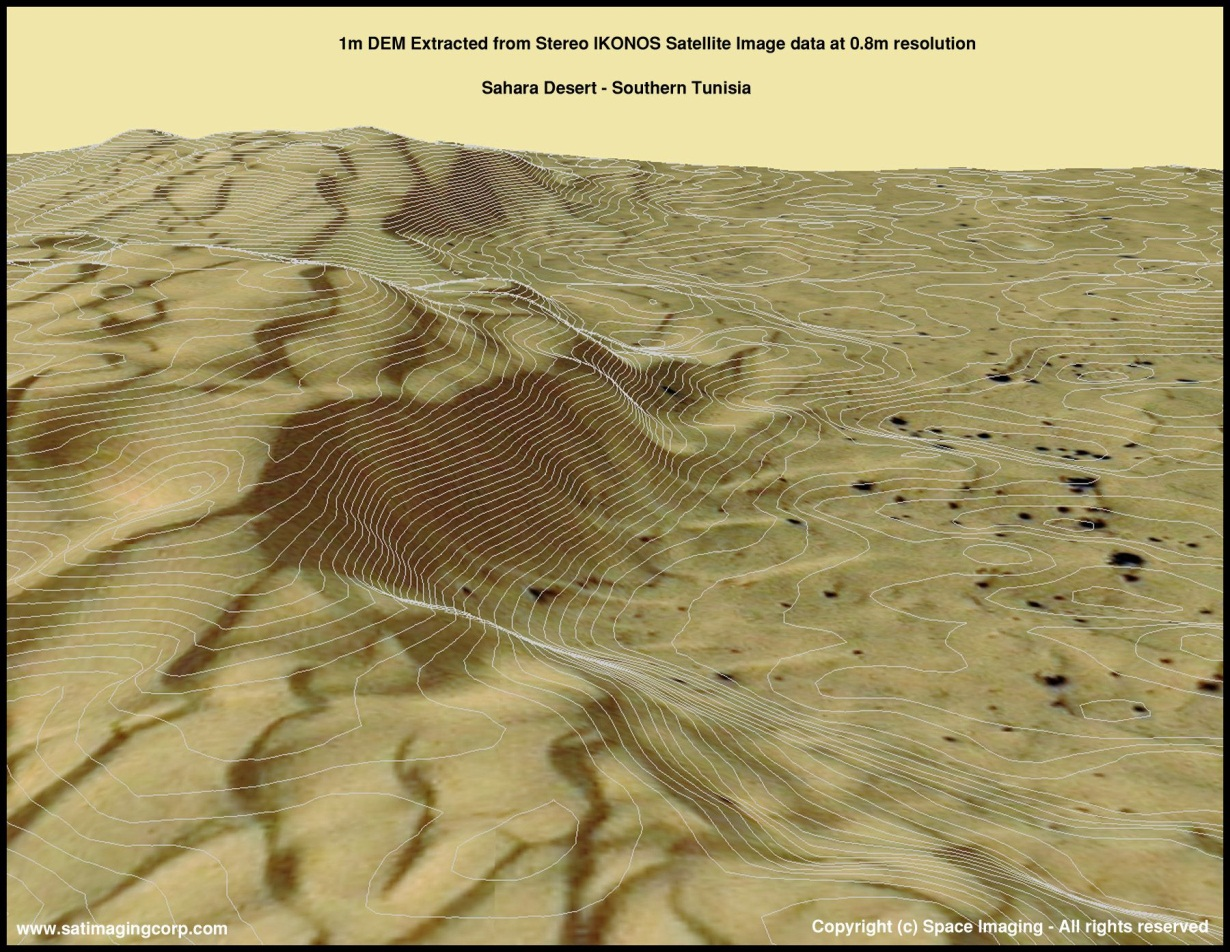 1m DEM Extracted from Stereo IKONOS Satellite Image data at 0.8m resolution
Sahara Desert - Southern Tunisia
www.satimagingcorp.com
Copyright (c) Space Imaging - All rights reserved